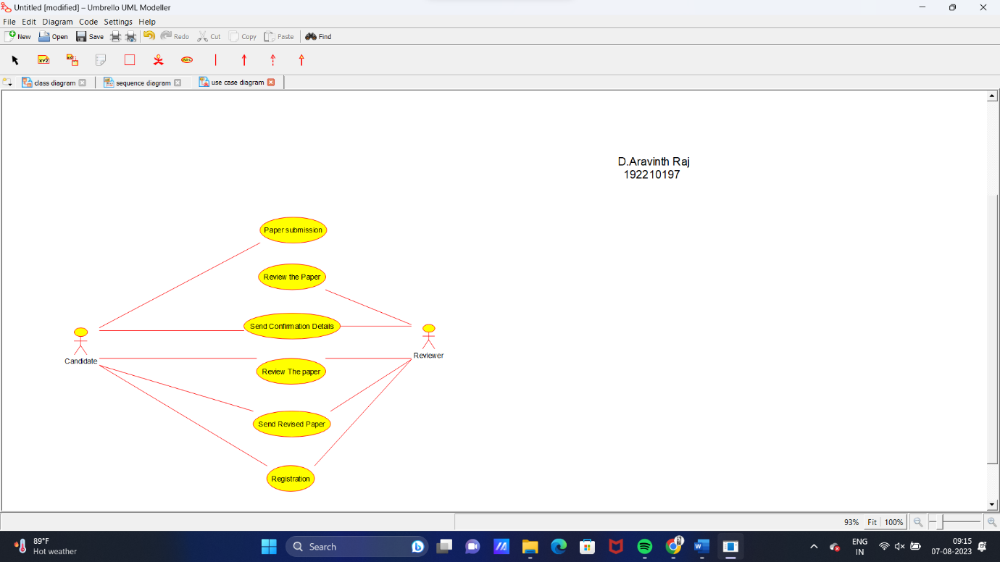 Untitled [modified] – Umbrello UML Modeller
File Edit Diagram Code Settings Help
New Open Save Redo Cut Copy Paste Find
XYZ ABC
class diagram sequence diagram use case diagram
D.Aravinth Raj
192210197
Paper submission
Review the Paper
Send Confirmation Details
Candidate
Reviewer
Review The paper
Send Revised Paper
Registration
93% Fit 100%
89°F
Hot weather
Search
ENG
IN
09:15
07-08-2023